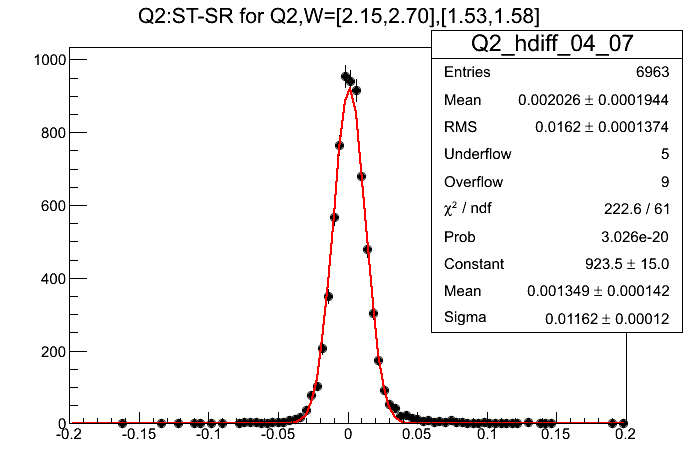 Q2:ST-SR for Q2,W=[2.15,2.70],[1.53,1.58]
Q2_hdiff_04_07
Entries 6963
Mean 0.002026 ± 0.0001944
RMS 0.0162 ± 0.0001374
Underflow 5
Overflow 9
χ² / ndf 222.6 / 61
Prob 3.026e-20
Constant 923.5 ± 15.0
Mean 0.001349 ± 0.000142
Sigma 0.01162 ± 0.00012
1000
800
600
400
200
0
-0.2 -0.15 -0.1 -0.05 0 0.05 0.1 0.15 0.2